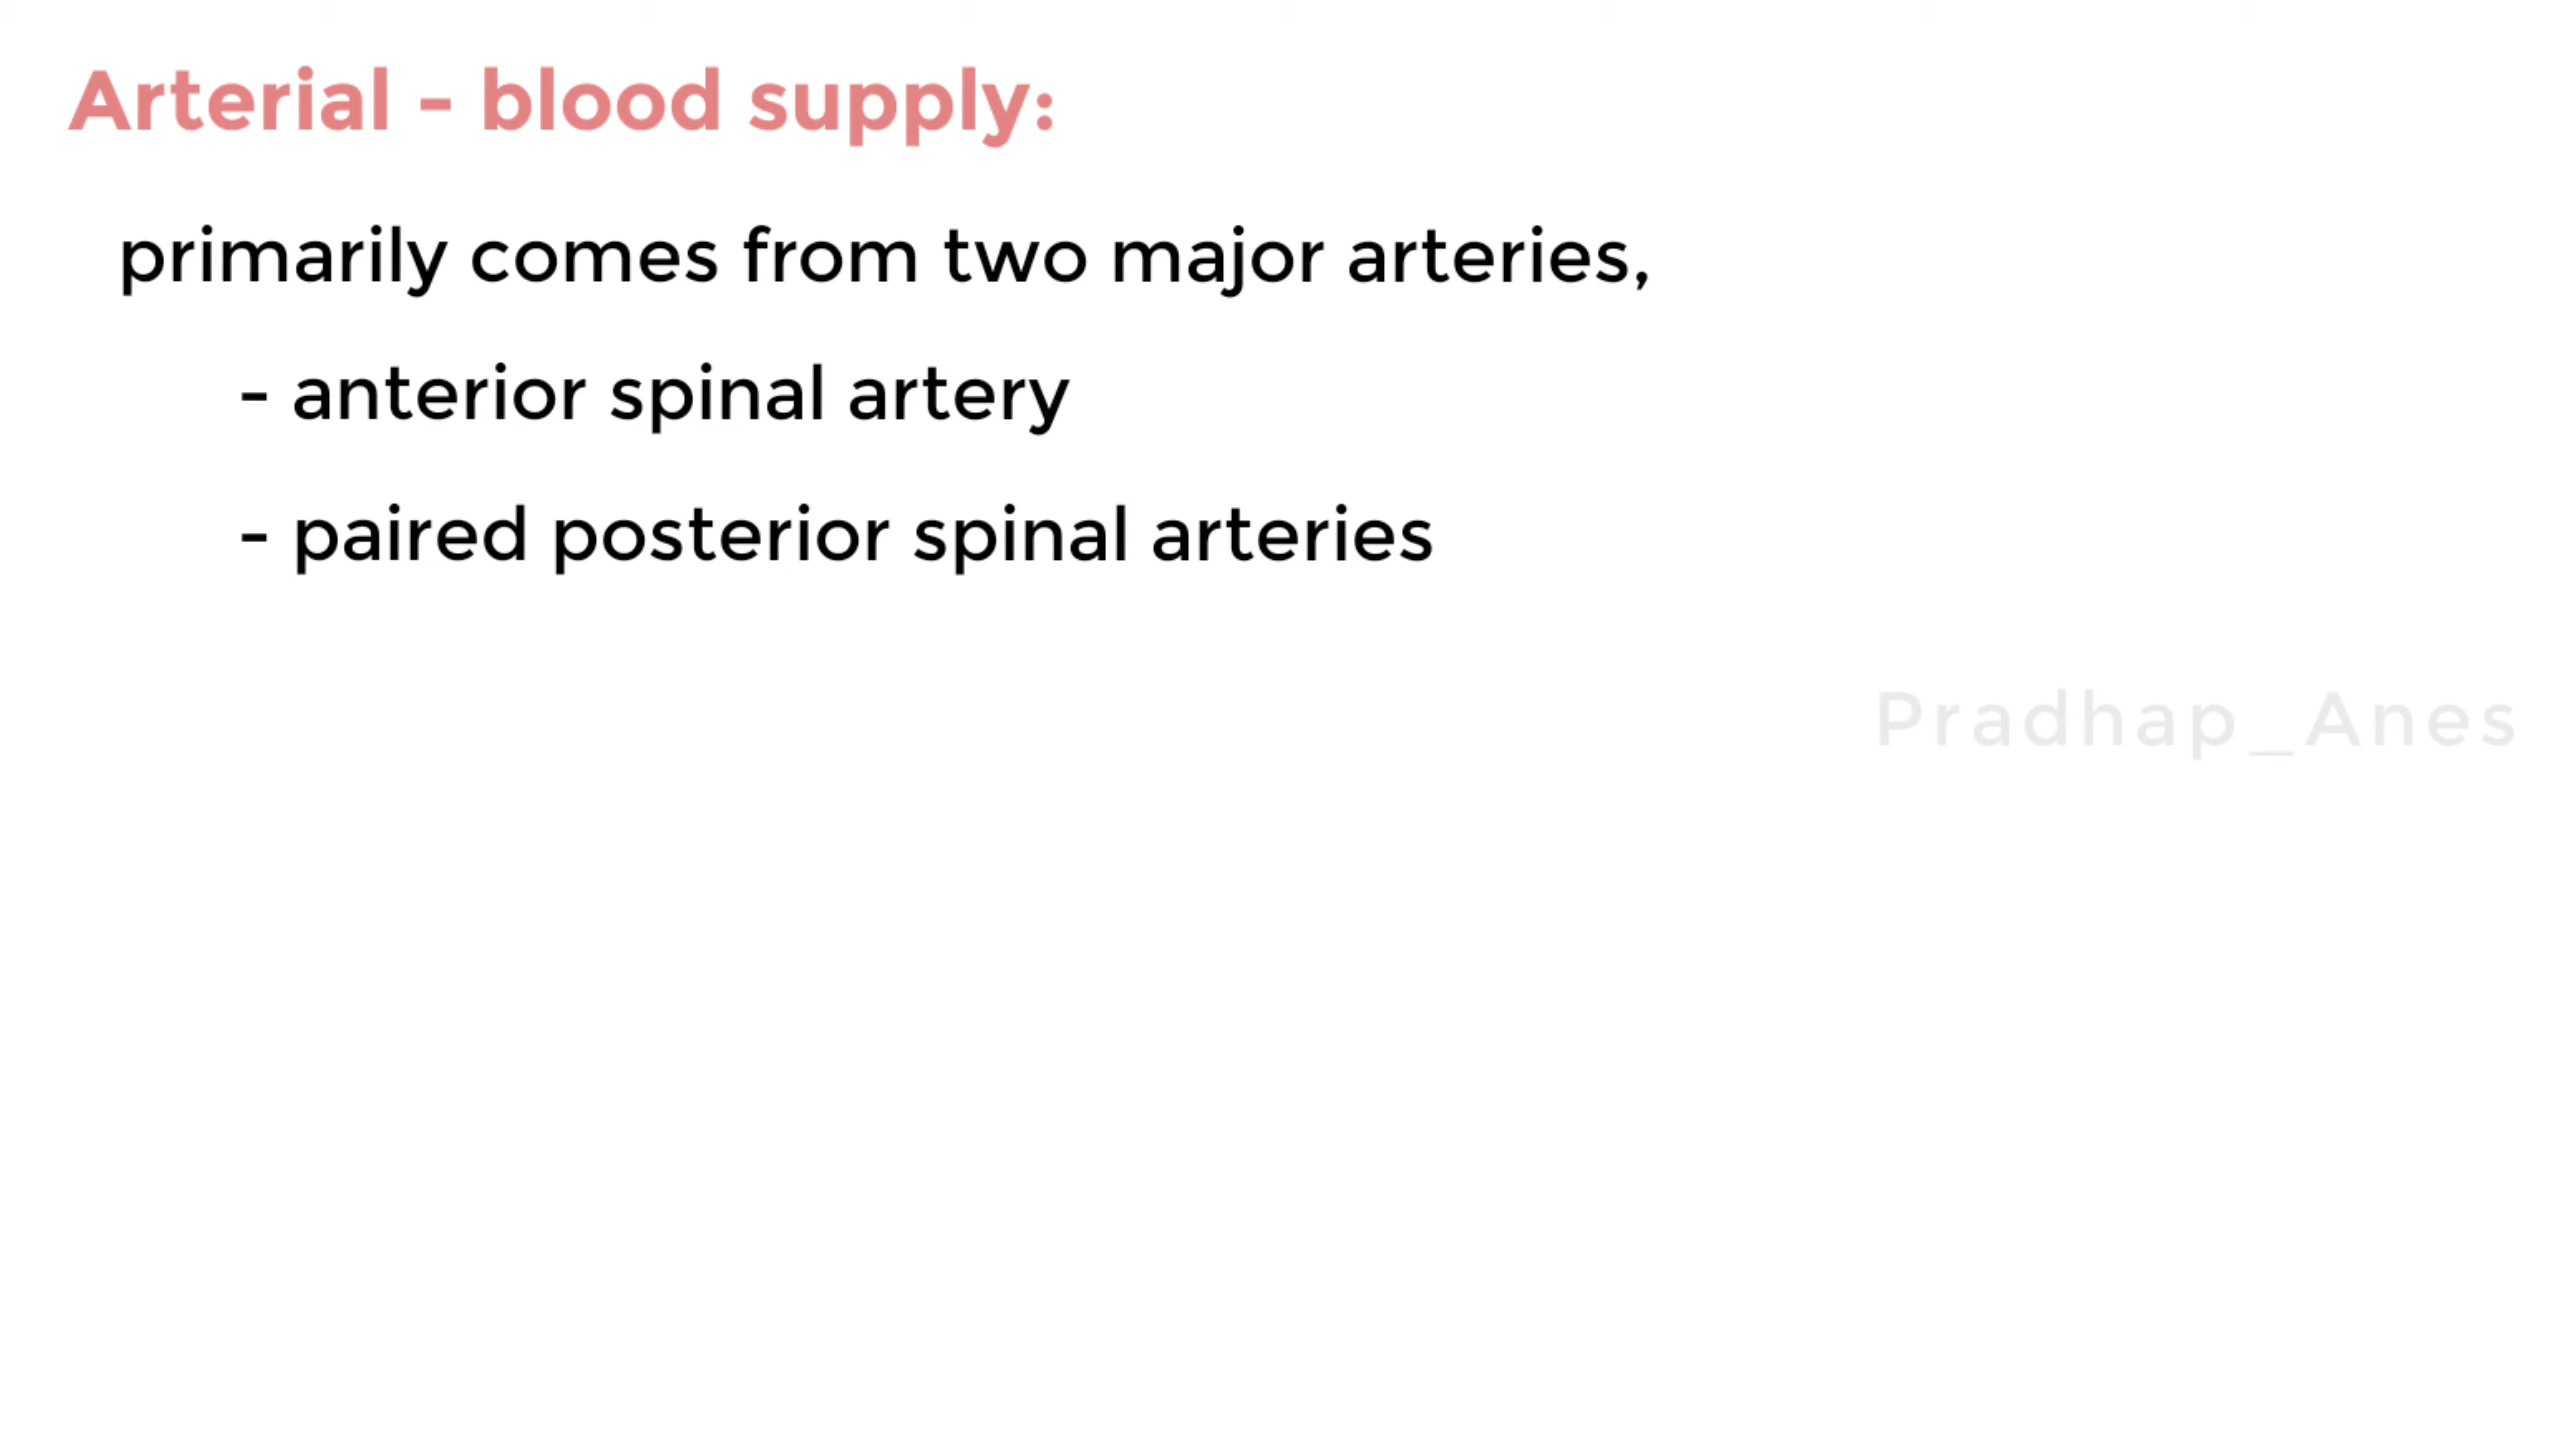 Arterial - blood supply:
primarily comes from two major arteries,
- anterior spinal artery
- paired posterior spinal arteries
Pradhap_Anes